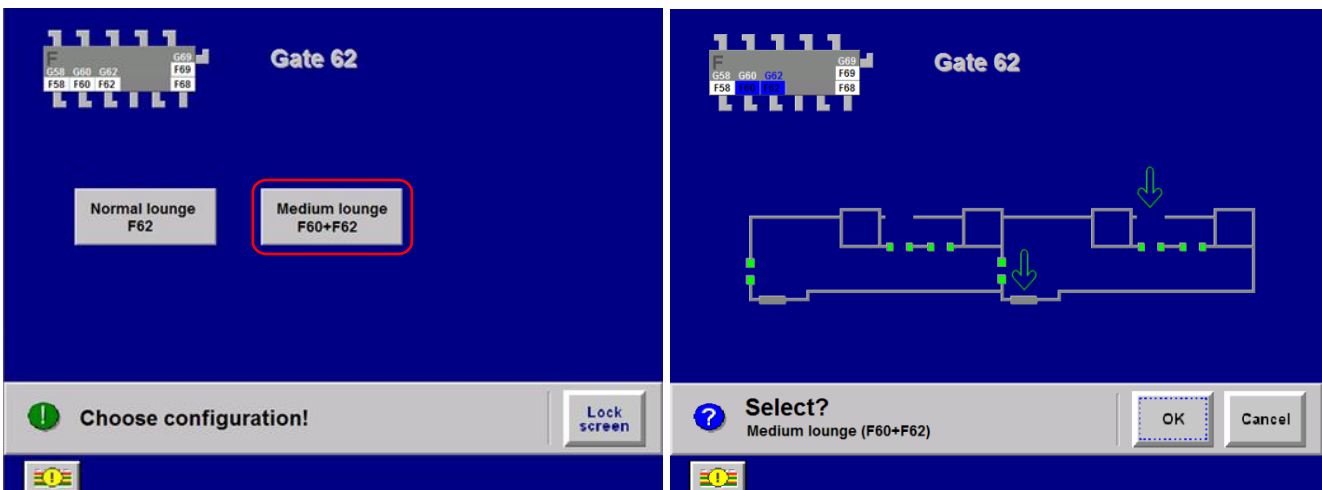 F
G69
G58 G60 G62 F69
F58 F60 F62 F68
Gate 62
Normal lounge
F62
Medium lounge
F60+F62
Choose configuration!
Lock
screen
F
G69
G58 G60 G62 F69
F58 F60 F62 F68
Gate 62
Select?
Medium lounge (F60+F62)
OK
Cancel